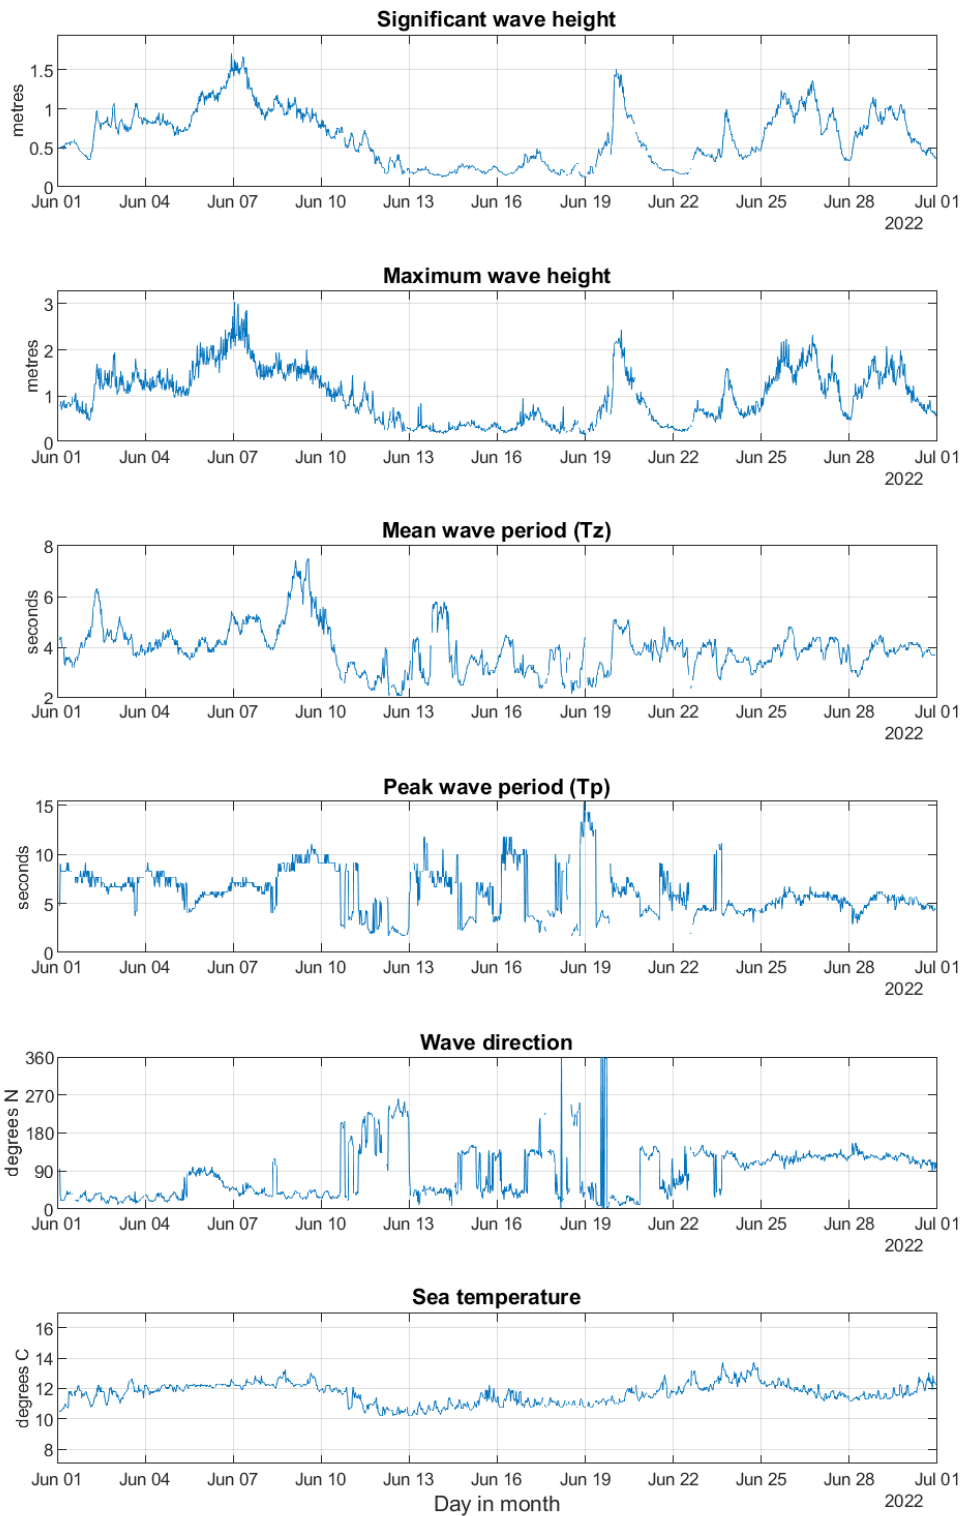 Significant wave height
metres
1.5
1
0.5
0
Jun 01 Jun 04 Jun 07 Jun 10 Jun 13 Jun 16 Jun 19 Jun 22 Jun 25 Jun 28 Jul 01
2022
Maximum wave height
metres
3
2
1
0
Jun 01 Jun 04 Jun 07 Jun 10 Jun 13 Jun 16 Jun 19 Jun 22 Jun 25 Jun 28 Jul 01
2022
Mean wave period (Tz)
seconds
8
6
4
2
Jun 01 Jun 04 Jun 07 Jun 10 Jun 13 Jun 16 Jun 19 Jun 22 Jun 25 Jun 28 Jul 01
2022
Peak wave period (Tp)
seconds
15
10
5
0
Jun 01 Jun 04 Jun 07 Jun 10 Jun 13 Jun 16 Jun 19 Jun 22 Jun 25 Jun 28 Jul 01
2022
Wave direction
degrees N
360
270
180
90
0
Jun 01 Jun 04 Jun 07 Jun 10 Jun 13 Jun 16 Jun 19 Jun 22 Jun 25 Jun 28 Jul 01
2022
Sea temperature
degrees C
16
14
12
10
8
Jun 01 Jun 04 Jun 07 Jun 10 Jun 13 Jun 16 Jun 19 Jun 22 Jun 25 Jun 28 Jul 01
Day in month
2022